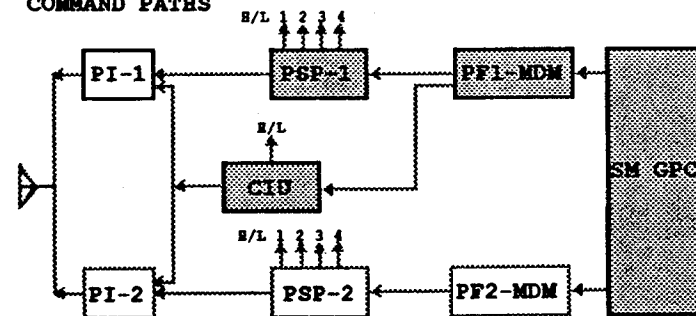 COMMAND PATHS
H/L 1 2 3 4
PI-1 PSP-1 PF1-MDM
H/L
CIU
SM GPC
H/L 1 2 3 4
PI-2 PSP-2 PF2-MDM